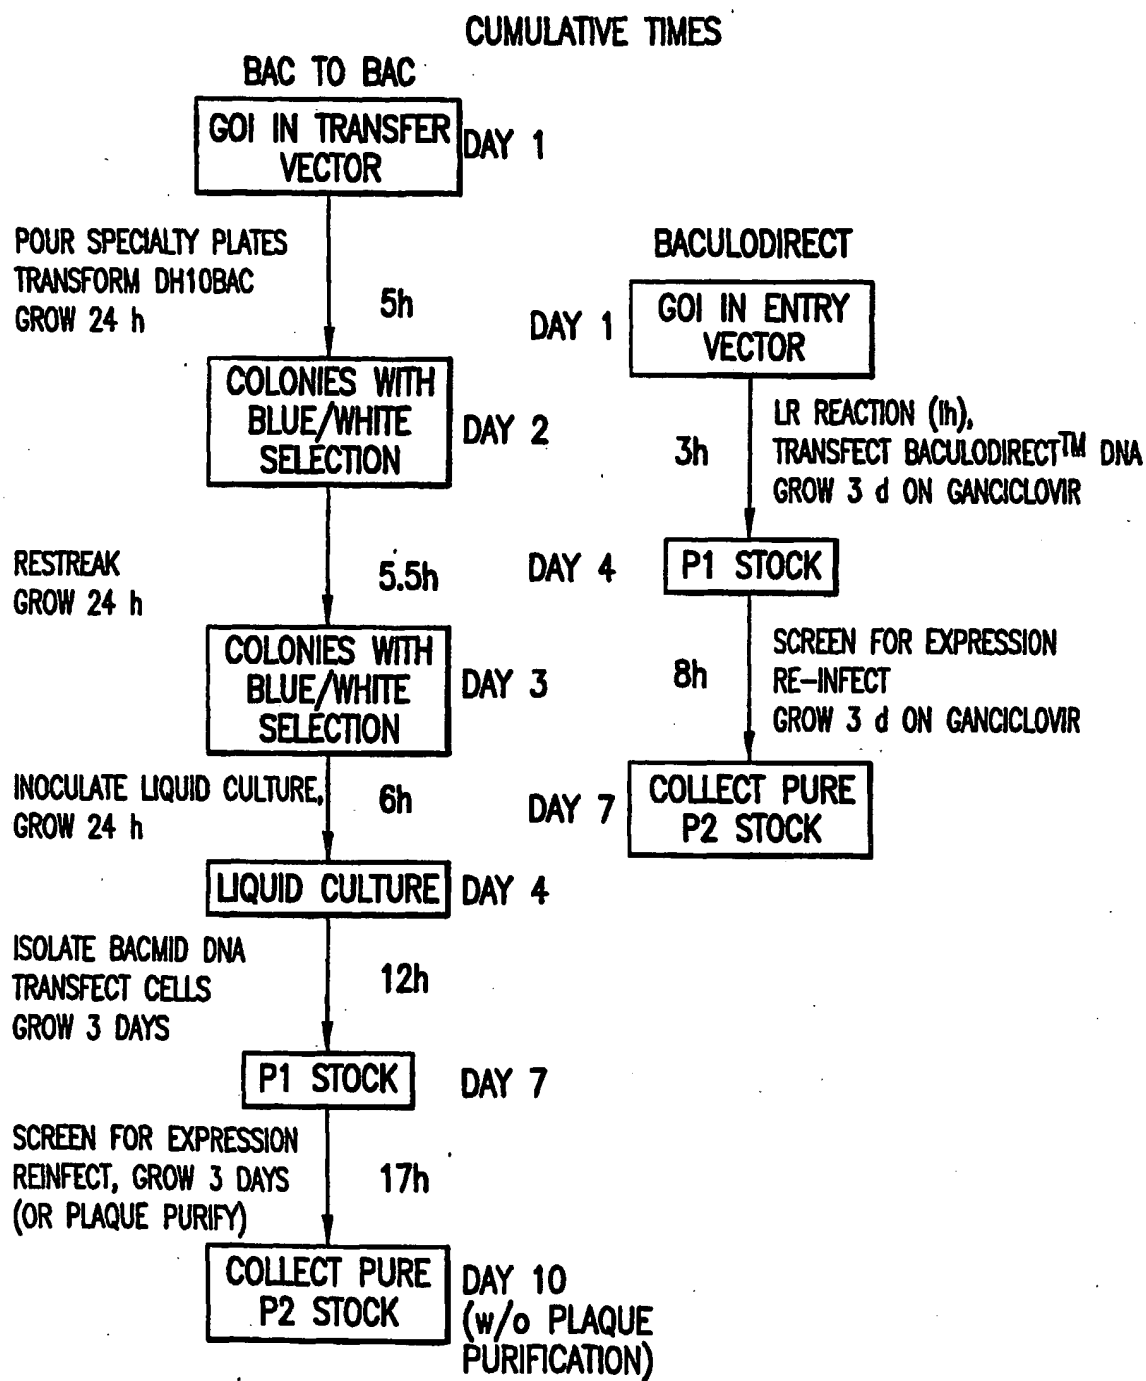 CUMULATIVE TIMES
BAC TO BAC
GOI IN TRANSFER
VECTOR
DAY 1
POUR SPECIALTY PLATES
TRANSFORM DH10BAC
GROW 24 h
5h
COLONIES WITH
BLUE/WHITE
SELECTION
DAY 2
RESTREAK
GROW 24 h
5.5h
COLONIES WITH
BLUE/WHITE
SELECTION
DAY 3
INOCULATE LIQUID CULTURE,
GROW 24 h
6h
LIQUID CULTURE
DAY 4
ISOLATE BACMID DNA
TRANSFECT CELLS
GROW 3 DAYS
12h
P1 STOCK
DAY 7
SCREEN FOR EXPRESSION
REINFECT, GROW 3 DAYS
(OR PLAQUE PURIFY)
17h
COLLECT PURE
P2 STOCK
DAY 10
(w/o PLAQUE
PURIFICATION)
BACULODIRECT
DAY 1
GOI IN ENTRY
VECTOR
3h
LR REACTION (1h),
TRANSFECT BACULODIRECT™ DNA
GROW 3 d ON GANCICLOVIR
DAY 4
P1 STOCK
8h
SCREEN FOR EXPRESSION
RE-INFECT
GROW 3 d ON GANCICLOVIR
DAY 7
COLLECT PURE
P2 STOCK